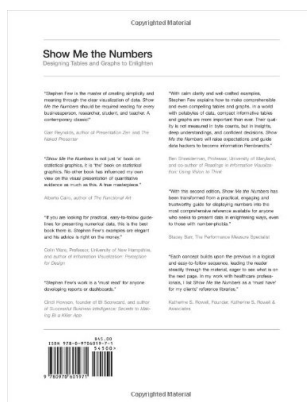 Copyrighted Material
Show Me the Numbers
Designing Tables and Graphs to Enlighten
"Stephen Few is the master of creating simplicity and
meaning through the clear visualization of data. Show
Me the Numbers should be required reading for every
businessperson, researcher, student, and teacher. A
contemporary classic!"
Garr Reynolds, author of Presentation Zen and The
Naked Presenter
"Show Me the Numbers is not just 'a' book on
statistical graphics, it is 'the' book on statistical
graphics. No other book has influenced my own
view on the visual presentation of quantitative
evidence as much as this. A true masterpiece."
Alberto Cairo, author of The Functional Art
"If you are looking for practical, easy-to-follow guide-
lines for presenting numerical data, this is the best
book there is. Stephen Few's examples are elegant
and his advice is right on the money."
Colin Ware, Professor, University of New Hampshire,
and author of Information Visualization: Perception
for Design
"Stephen Few's work is a 'must read' for anyone
developing reports or dashboards."
Cindi Howson, founder of BI Scorecard, and author
of Successful Business Intelligence: Secrets to Mak-
ing BI a Killer App
"With calm clarity and well-crafted examples,
Stephen Few explains how to make comprehensible
and even compelling tables and graphs. In a world
with petabytes of data, compact informative tables
and graphs are more important than ever. Their qual-
ity is not measured in awards, but in insights,
deep understandings, and confident decisions. Show
Me the Numbers will raise expectations and guide
data trackers to become information Rembrandts."
Ben Shneiderman, Professor, University of Maryland,
and co-author of Readings in Information Visualiza-
tion: Using Vision to Think
"With the second edition, Show Me the Numbers has
been transformed from a practical, engaging and
trustworthy guide for displaying numbers into the
most comprehensive reference available for anyone
who seeks to present data in enlightening ways, even
to those with number-phobia."
Stacey Barr, The Performance Measure Specialist
"Each concept builds upon the previous in a logical
and easy-to-follow sequence, leading the reader
steadily through the material, eager to see what is on
the next page. In my work with healthcare profes-
sionals, I list Show Me the Numbers as a 'must have'
for my clients' reference libraries."
Katherine S. Rowell, Founder, Katherine S. Rowell &
Associates
$45.00
ISBN 978-0-9706019-7-1
54500>
9 780970 601971
Copyrighted Material